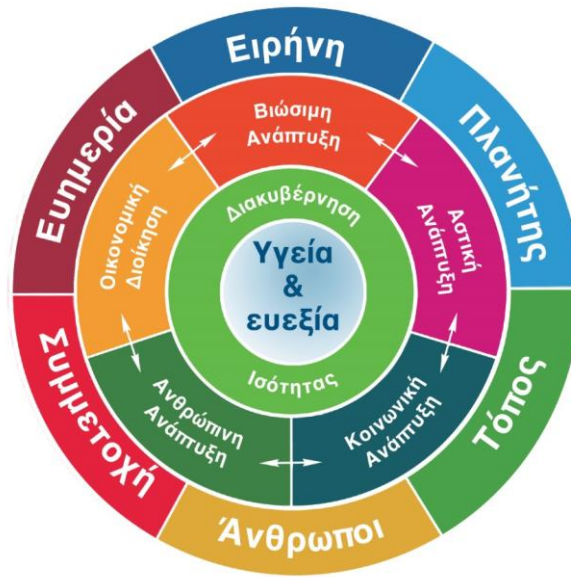 Ειρήνη
Πλανήτης
Τόπος
Άνθρωποι
Συμμετοχή
Ευημερία
Βιώσιμη
Ανάπτυξη
Αστική
Ανάπτυξη
Κοινωνική
Ανάπτυξη
Ανθρώπινη
Ανάπτυξη
Οικονομική
Διοίκηση
Διακυβέρνηση
Ισότητας
Υγεία
&
ευεξία